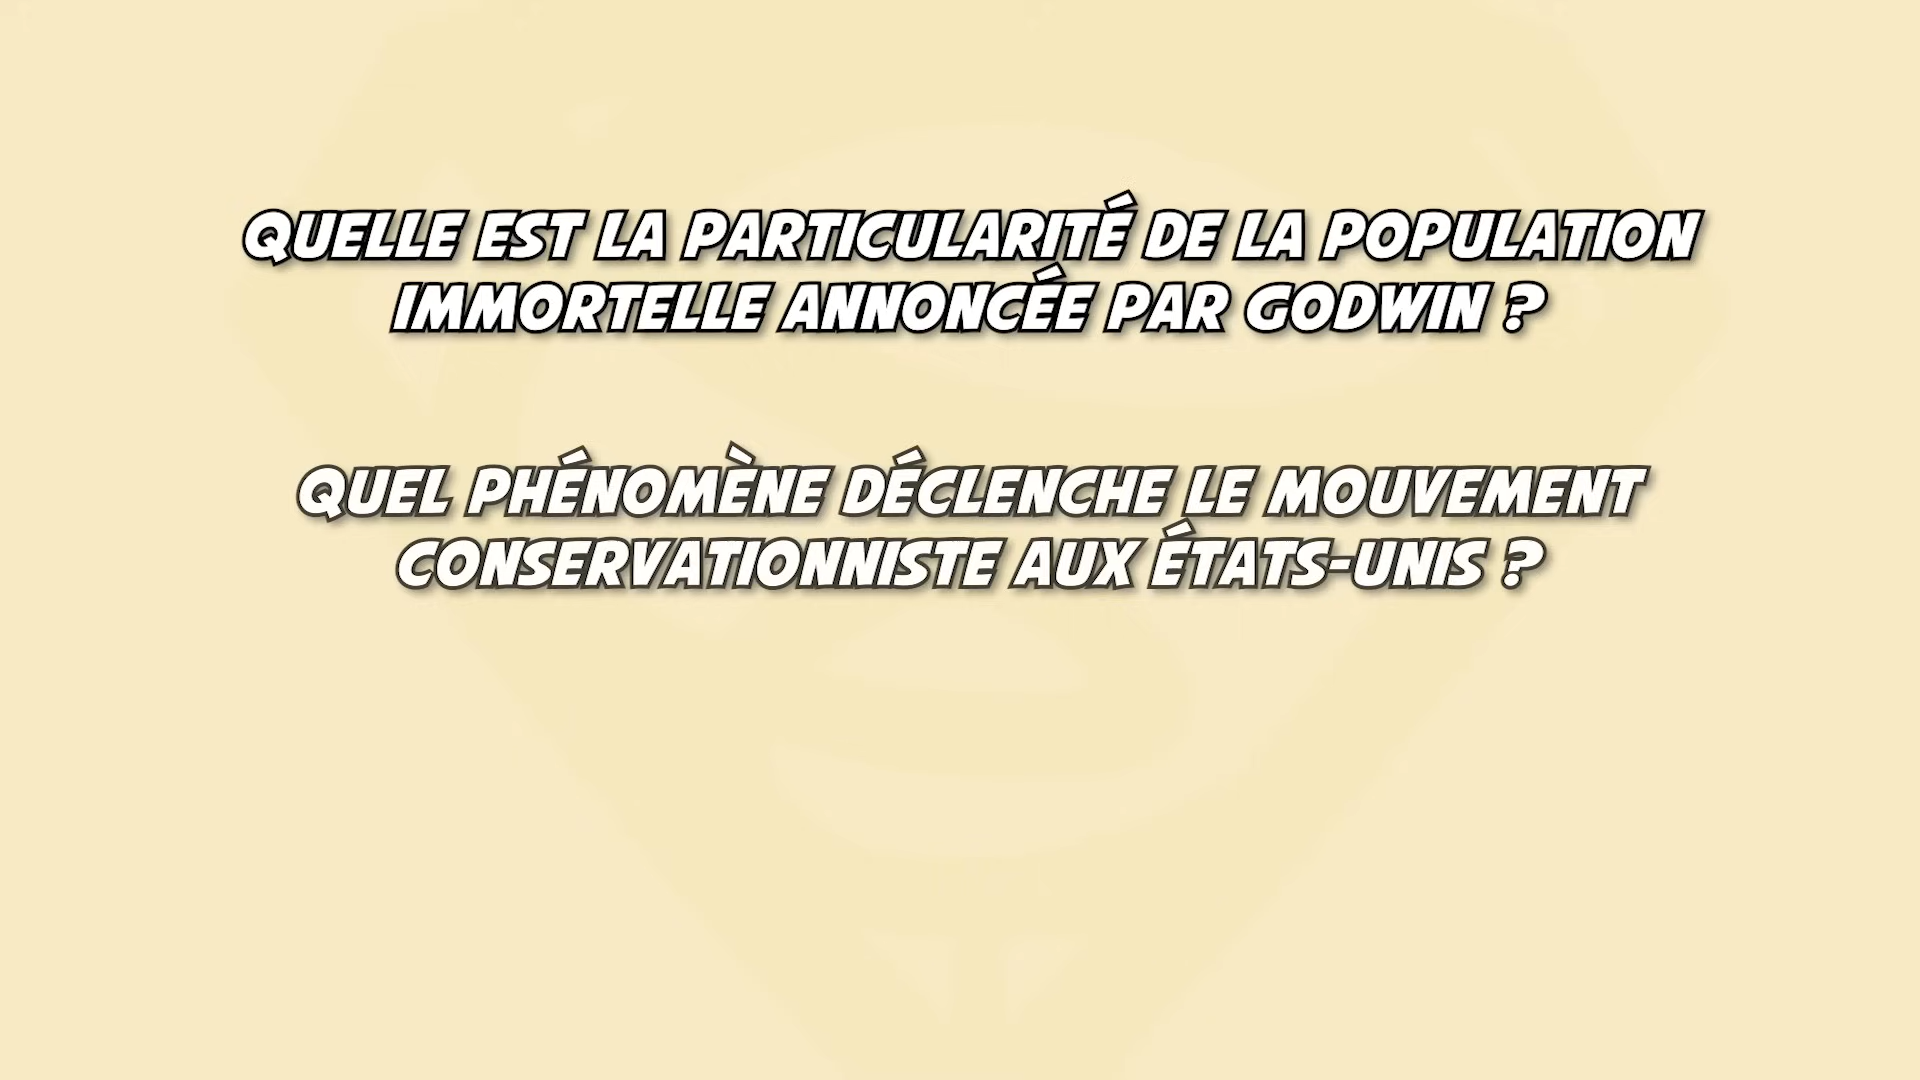 QUELLE EST LA PARTICULARITÉ DE LA POPULATION
IMMORTELLE ANNONCÉE PAR GODWIN ?
QUEL PHÉNOMÈNE DÉCLENCHE LE MOUVEMENT
CONSERVATIONNISTE AUX ÉTATS-UNIS ?